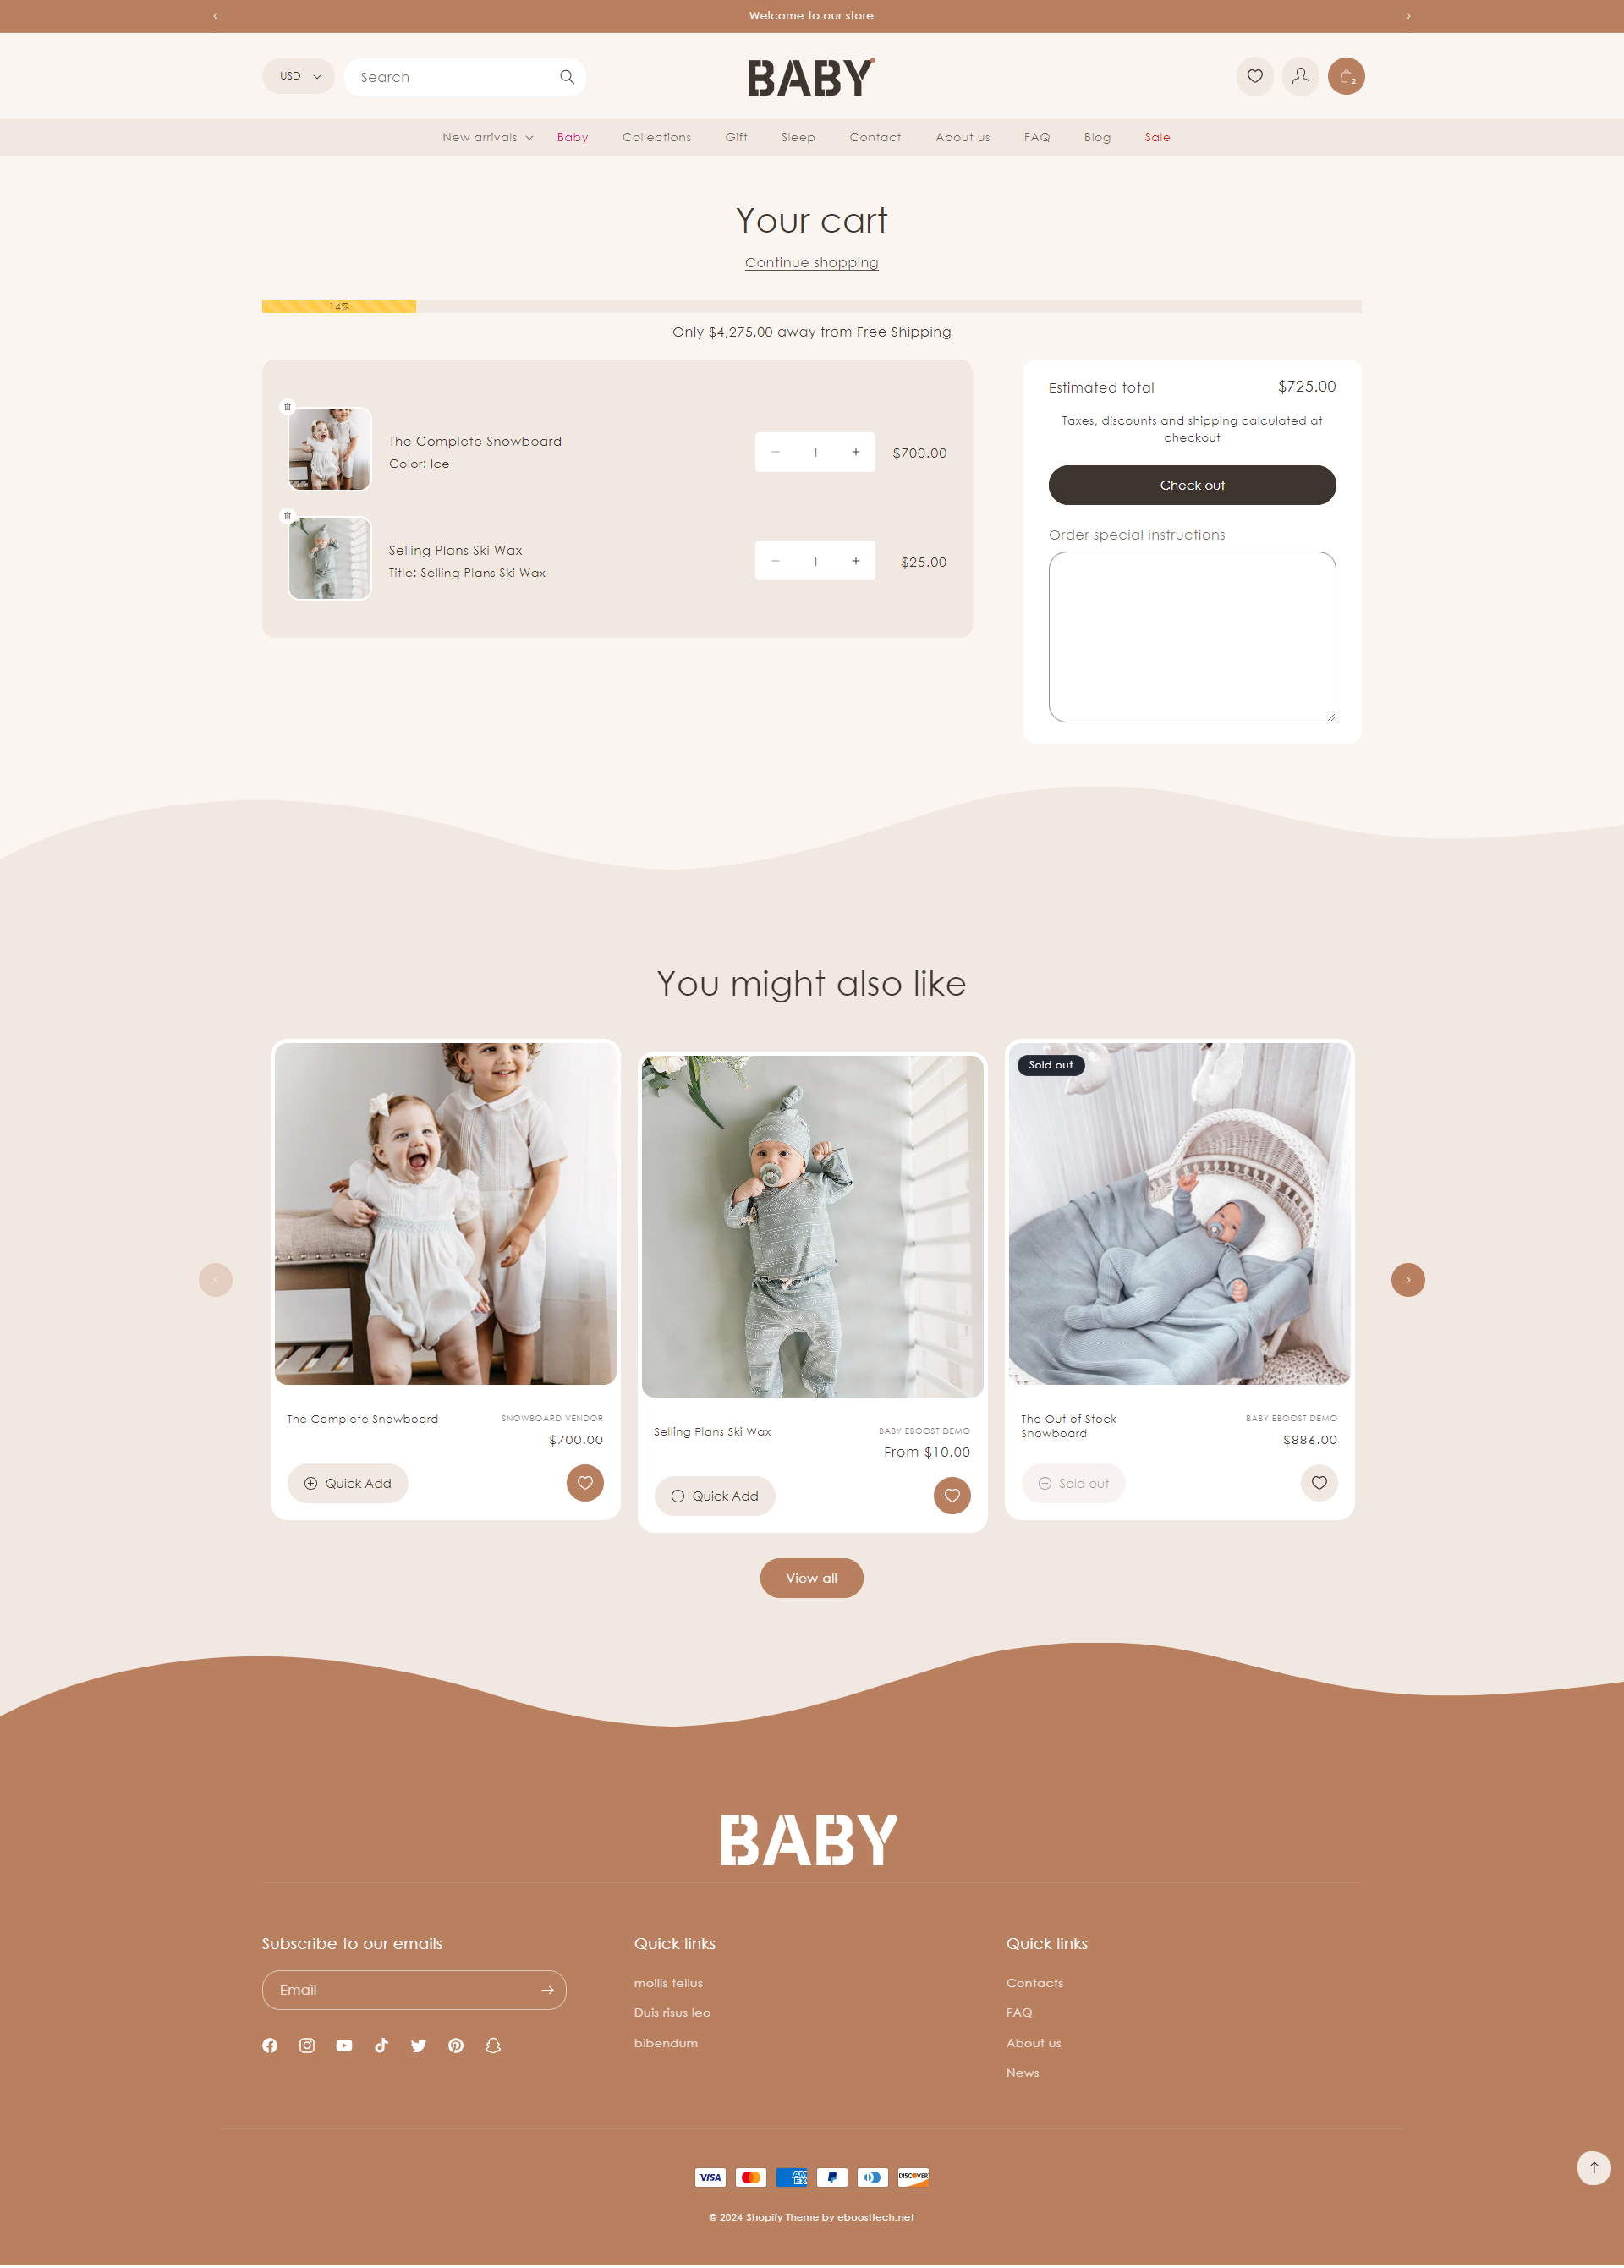 Welcome to our store
USD
Search
BABY
2
New arrivals
Baby
Collections
Gift
Sleep
Contact
About us
FAQ
Blog
Sale
Your cart
Continue shopping
14%
Only $4,275.00 away from Free Shipping
The Complete Snowboard
Color: Ice
1
$700.00
Selling Plans Ski Wax
Title: Selling Plans Ski Wax
1
$25.00
Estimated total
$725.00
Taxes, discounts and shipping calculated at
checkout
Check out
Order special instructions
You might also like
The Complete Snowboard
SNOWBOARD VENDOR
$700.00
Quick Add
Selling Plans Ski Wax
BABY EBOOST DEMO
From $10.00
Quick Add
Sold out
The Out of Stock
Snowboard
BABY EBOOST DEMO
$886.00
Sold out
View all
BABY
Subscribe to our emails
Email
Quick links
mollis tellus
Duis risus leo
bibendum
Quick links
Contacts
FAQ
About us
News
VISA
AM
EX
DISCOVER
© 2024 Shopify Theme by eboosttech.net